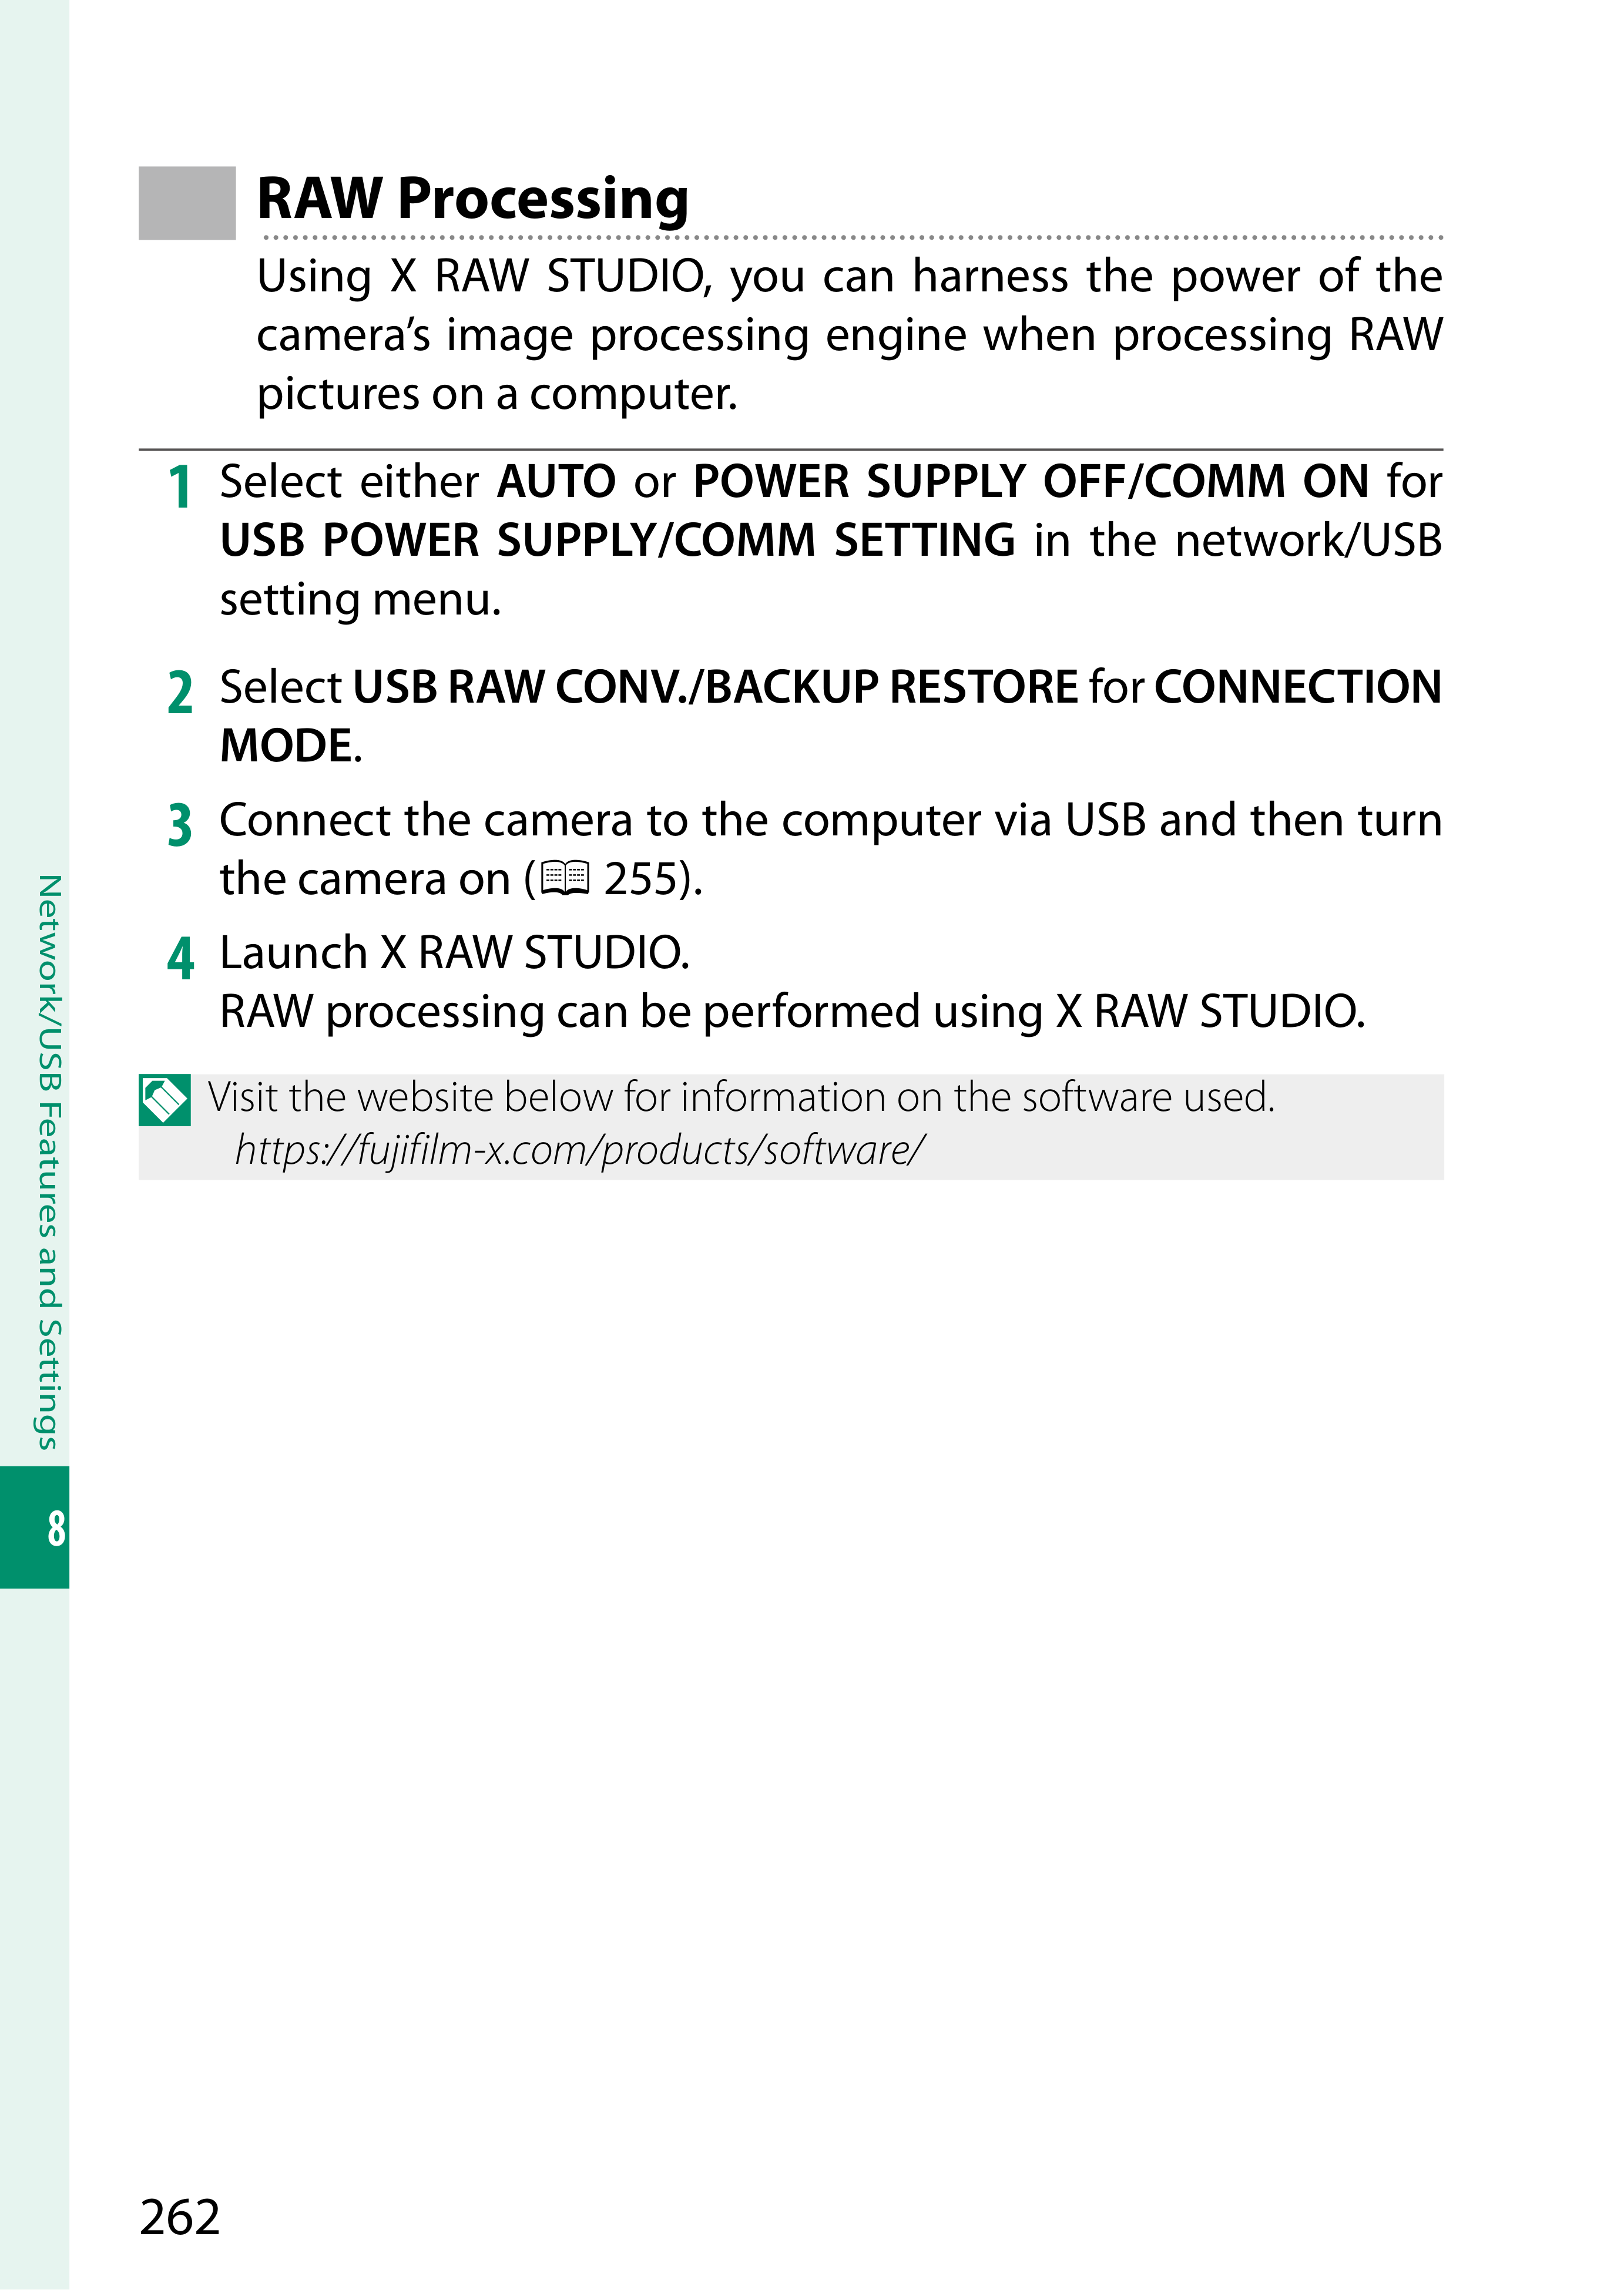 RAW Processing
Using X RAW STUDIO, you can harness the power of the
camera’s image processing engine when processing RAW
pictures on a computer.
1 Select either AUTO or POWER SUPPLY OFF/COMM ON for
USB POWER SUPPLY/COMM SETTING in the network/USB
setting menu.
2 Select USB RAW CONV./BACKUP RESTORE for CONNECTION
MODE.
3 Connect the camera to the computer via USB and then turn
the camera on (255).
4 Launch X RAW STUDIO.
RAW processing can be performed using X RAW STUDIO.
Visit the website below for information on the software used.
https://fujifilm-x.com/products/software/
Network/USB Features and Settings
8
262